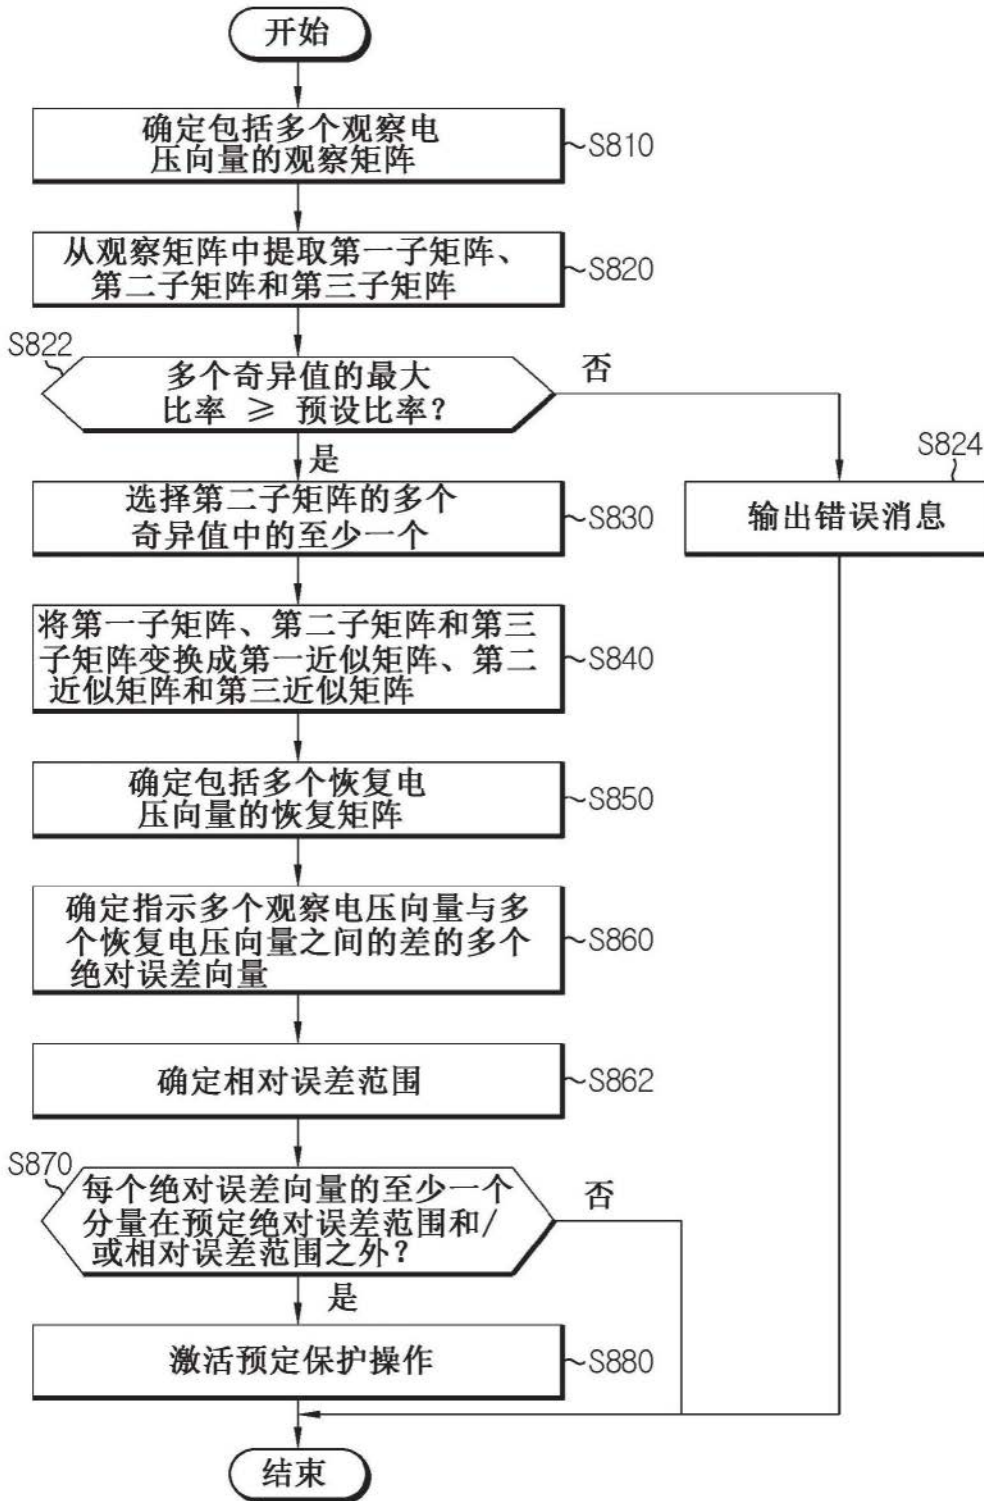 开始
确定包括多个观察电
压向量的观察矩阵
S810
从观察矩阵中提取第一子矩阵、
第二子矩阵和第三子矩阵
S820
S822
多个奇异值的最大
比率 ≥ 预设比率?
否
是
S824
输出错误消息
选择第二子矩阵的多个
奇异值中的至少一个
S830
将第一子矩阵、第二子矩阵和第三
子矩阵变换成第一近似矩阵、第二
近似矩阵和第三近似矩阵
S840
确定包括多个恢复电
压向量的恢复矩阵
S850
确定指示多个观察电压向量与多
个恢复电压向量之间的差的多个
绝对误差向量
S860
确定相对误差范围
S862
S870
每个绝对误差向量的至少一个
分量在预定绝对误差范围和/
或相对误差范围之外?
否
是
激活预定保护操作
S880
结束